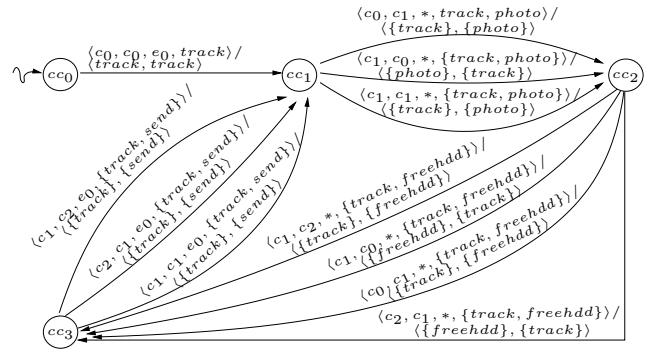 ⟨c₀, c₁, *, track, photo⟩/
⟨{track}, {photo}⟩
⟨c₀, c₀, e₀, track⟩/
⟨track, track⟩
cc₀
cc₁
cc₂
⟨c₁, c₀, *, {track, photo}⟩/
⟨{photo}, {track}⟩
⟨c₁, c₁, *, {track, photo}⟩/
⟨{track}, {photo}⟩
⟨c₁, c₂, e₀, {track, send}⟩/
⟨{track}, {send}⟩
⟨c₂, c₁, e₀, {track, send}⟩/
⟨{track}, {send}⟩
⟨c₁, c₁, e₀, {track, send}⟩/
⟨{track}, {send}⟩
⟨c₁, c₂, *, {track, freehdd}⟩/
⟨{track}, {freehdd}⟩
⟨c₁, c₀, *, {track, freehdd}⟩/
⟨{freehdd}, {track}⟩
⟨c₀, c₁, *, {track, freehdd}⟩/
⟨{track}, {freehdd}⟩
⟨c₂, c₁, *, {track, freehdd}⟩/
⟨{freehdd}, {track}⟩
cc₃